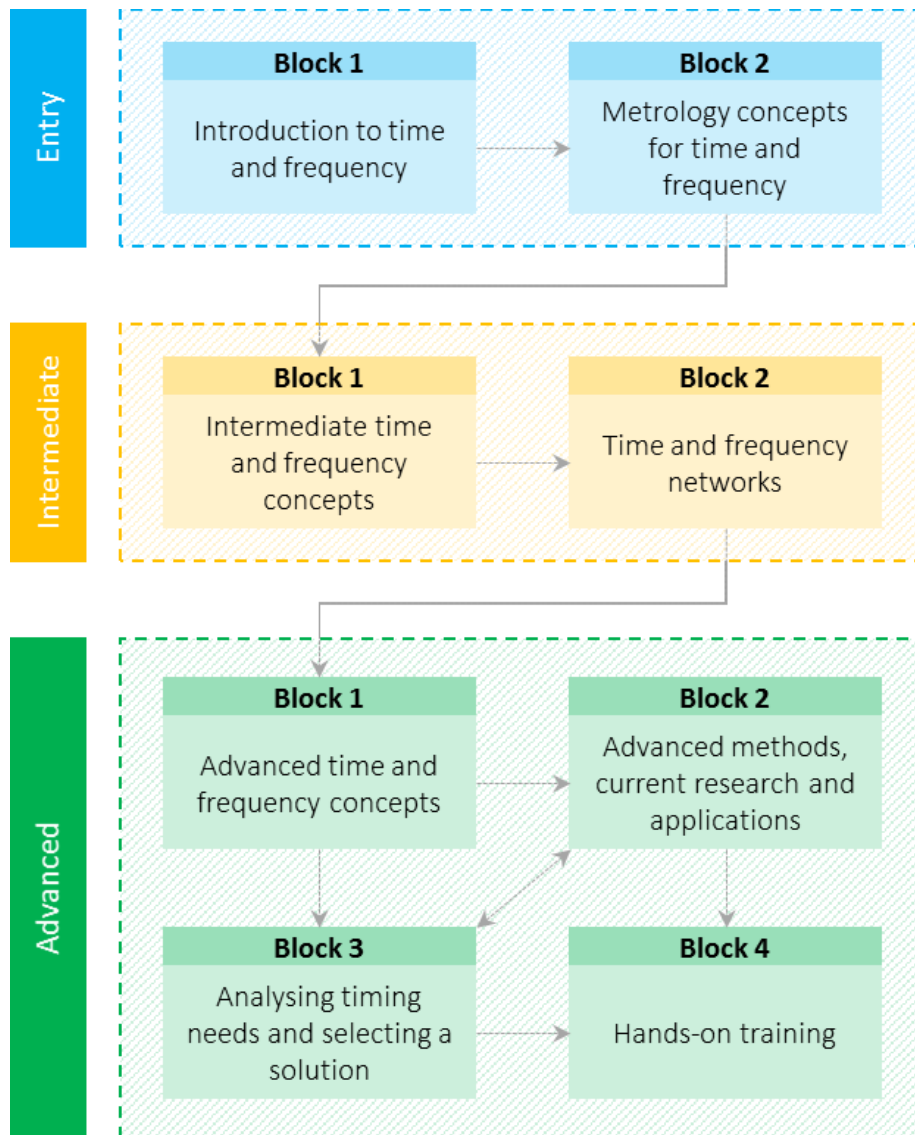 Entry
Block 1
Introduction to time
and frequency
Block 2
Metrology concepts
for time and
frequency
Intermediate
Block 1
Intermediate time
and frequency
concepts
Block 2
Time and frequency
networks
Advanced
Block 1
Advanced time and
frequency concepts
Block 2
Advanced methods,
current research and
applications
Block 3
Analysing timing
needs and selecting a
solution
Block 4
Hands-on training